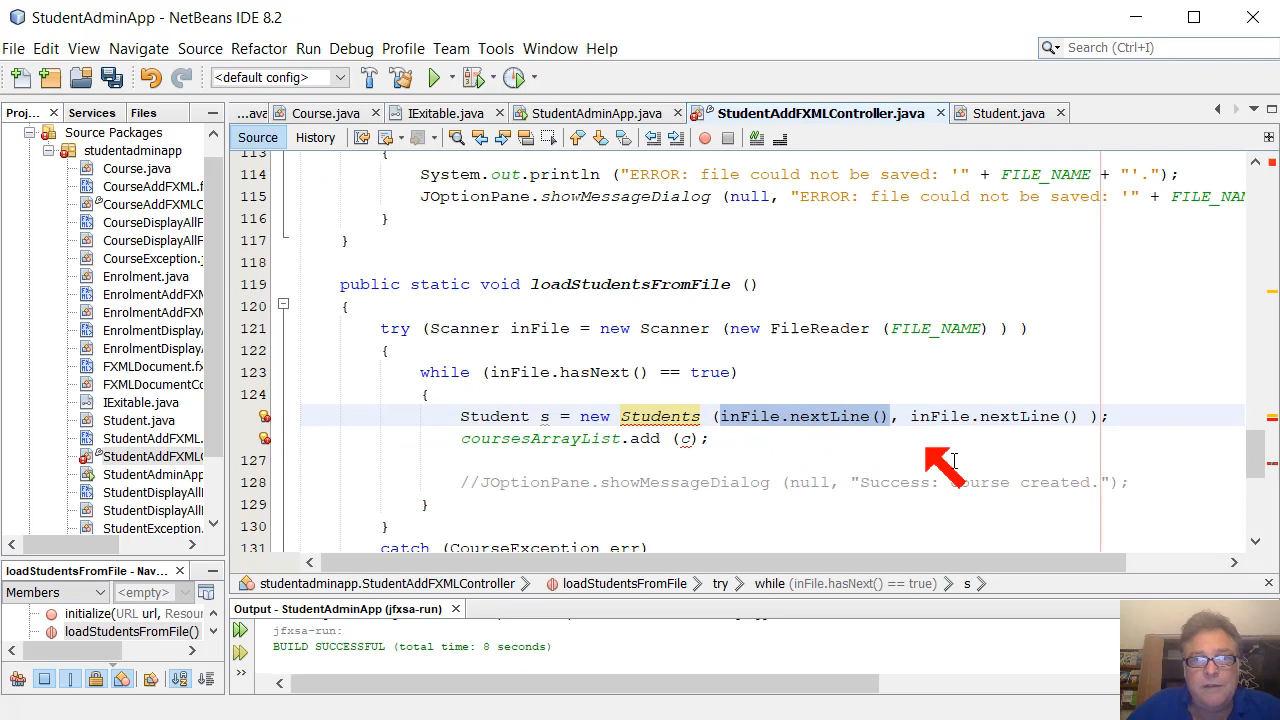 StudentAdminApp - NetBeans IDE 8.2
File Edit View Navigate Source Refactor Run Debug Profile Team Tools Window Help
Search (Ctrl+I)
<default config>
Proj... Services Files
...ava Course.java IExitable.java StudentAdminApp.java StudentAddFXMLController.java Student.java
Source History
Source Packages
studentadminapp
Course.java
CourseAddFXML.f
CourseAddFXMLC
CourseDisplayAllF
CourseDisplayAllF
CourseException.j
Enrolment.java
EnrolmentAddFXM
EnrolmentAddFXM
EnrolmentDisplay
EnrolmentDisplay
FXMLDocument.fx
FXMLDocumentCo
IExitable.java
Student.java
StudentAddFXML.
StudentAddFXMLC
StudentAdminApp
StudentDisplayAll
StudentDisplayAll
StudentException.
113 {
114 System.out.println ("ERROR: file could not be saved: '" + FILE_NAME + "'.");
115 JOptionPane.showMessageDialog (null, "ERROR: file could not be saved: '" + FILE_NAM
116 }
117 }
118
119 public static void loadStudentsFromFile ()
120 {
121 try (Scanner inFile = new Scanner (new FileReader (FILE_NAME) ) )
122 {
123 while (inFile.hasNext() == true)
124 {
Student s = new Students (inFile.nextLine(), inFile.nextLine() );
coursesArrayList.add (c);
127
128 //JOptionPane.showMessageDialog (null, "Success: Course created.");
129 }
130 }
131 catch (CourseException err)
loadStudentsFromFile - Nav...
Members <empty>
initialize(URL url, Resour
loadStudentsFromFile()
studentadminapp.StudentAddFXMLController loadStudentsFromFile try while (inFile.hasNext() == true) s
Output - StudentAdminApp (jfxsa-run)
jfxsa-run:
BUILD SUCCESSFUL (total time: 8 seconds)